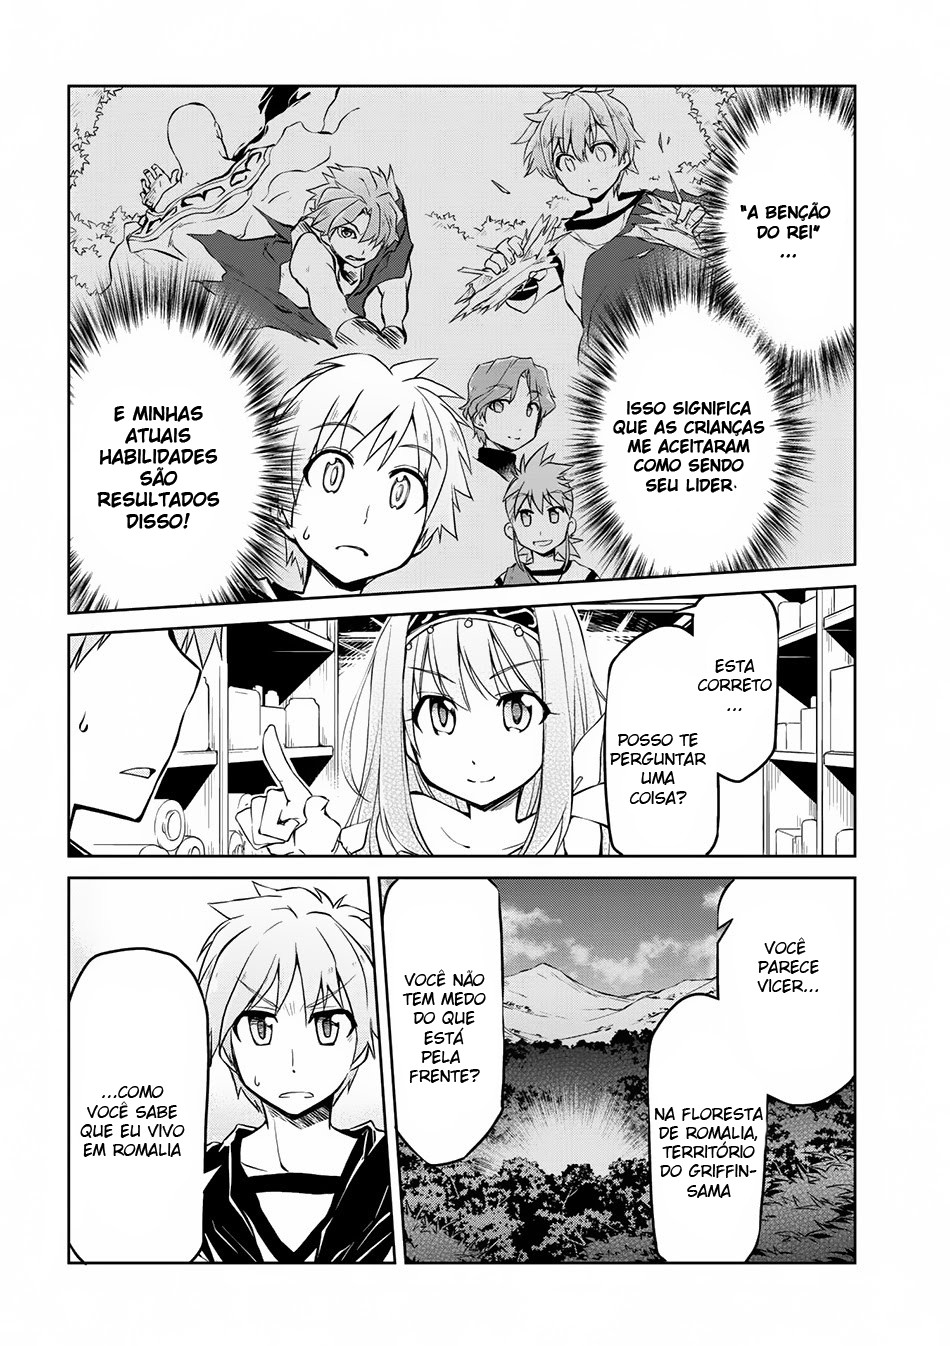 "A BENÇÃO
DO REI"
...
ISSO SIGNIFICA
QUE AS CRIANÇAS
ME ACEITARAM
COMO SENDO
SEU LIDER.
E MINHAS
ATUAIS
HABILIDADES
SÃO
RESULTADOS
DISSO!
ESTA
CORRETO
...
POSSO TE
PERGUNTAR
UMA
COISA?
VOCÊ
PARECE
VICER...
NA FLORESTA
DE ROMALIA,
TERRITÓRIO
DO GRIFFIN-
SAMA
VOCÊ NÃO
TEM MEDO
DO QUE
ESTÁ
PELA
FRENTE?
...COMO
VOCÊ SABE
QUE EU VIVO
EM ROMALIA